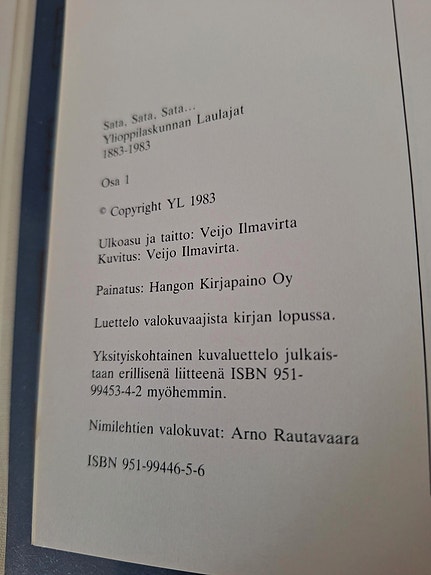 Sata, Sata, Sata...
Ylioppilaskunnan Laulajat
1883-1983
Osa 1
© Copyright YL 1983
Ulkoasu ja taitto: Veijo Ilmavirta
Kuvitus: Veijo Ilmavirta.
Painatus: Hangon Kirjapaino Oy
Luettelo valokuvaajista kirjan lopussa.
Yksityiskohtainen kuvaluettelo julkais-
taan erillisenä liitteenä ISBN 951-
99453-4-2 myöhemmin.
Nimilehtien valokuvat: Arno Rautavaara
ISBN 951-99446-5-6